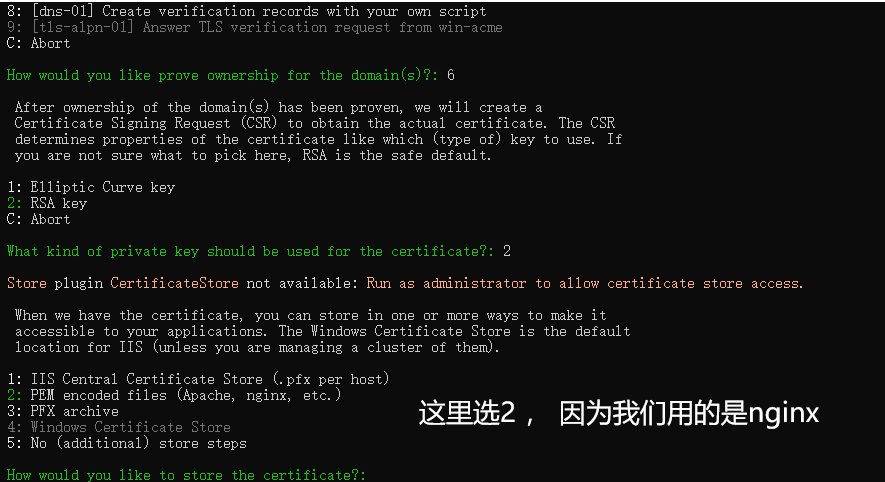 8: [dns-01] Create verification records with your own script
9: [tls-alpn-01] Answer TLS verification request from win-acme
C: Abort
How would you like prove ownership for the domain(s)?: 6
After ownership of the domain(s) has been proven, we will create a
Certificate Signing Request (CSR) to obtain the actual certificate. The CSR
determines properties of the certificate like which (type of) key to use. If
you are not sure what to pick here, RSA is the safe default.
1: Elliptic Curve key
2: RSA key
C: Abort
What kind of private key should be used for the certificate?: 2
Store plugin CertificateStore not available: Run as administrator to allow certificate store access.
When we have the certificate, you can store in one or more ways to make it
accessible to your applications. The Windows Certificate Store is the default
location for IIS (unless you are managing a cluster of them).
1: IIS Central Certificate Store (.pfx per host)
2: PEM encoded files (Apache, nginx, etc.)
3: PFX archive
4: Windows Certificate Store
5: No (additional) store steps
这里选2 ， 因为我们用的是nginx
How would you like to store the certificate?: